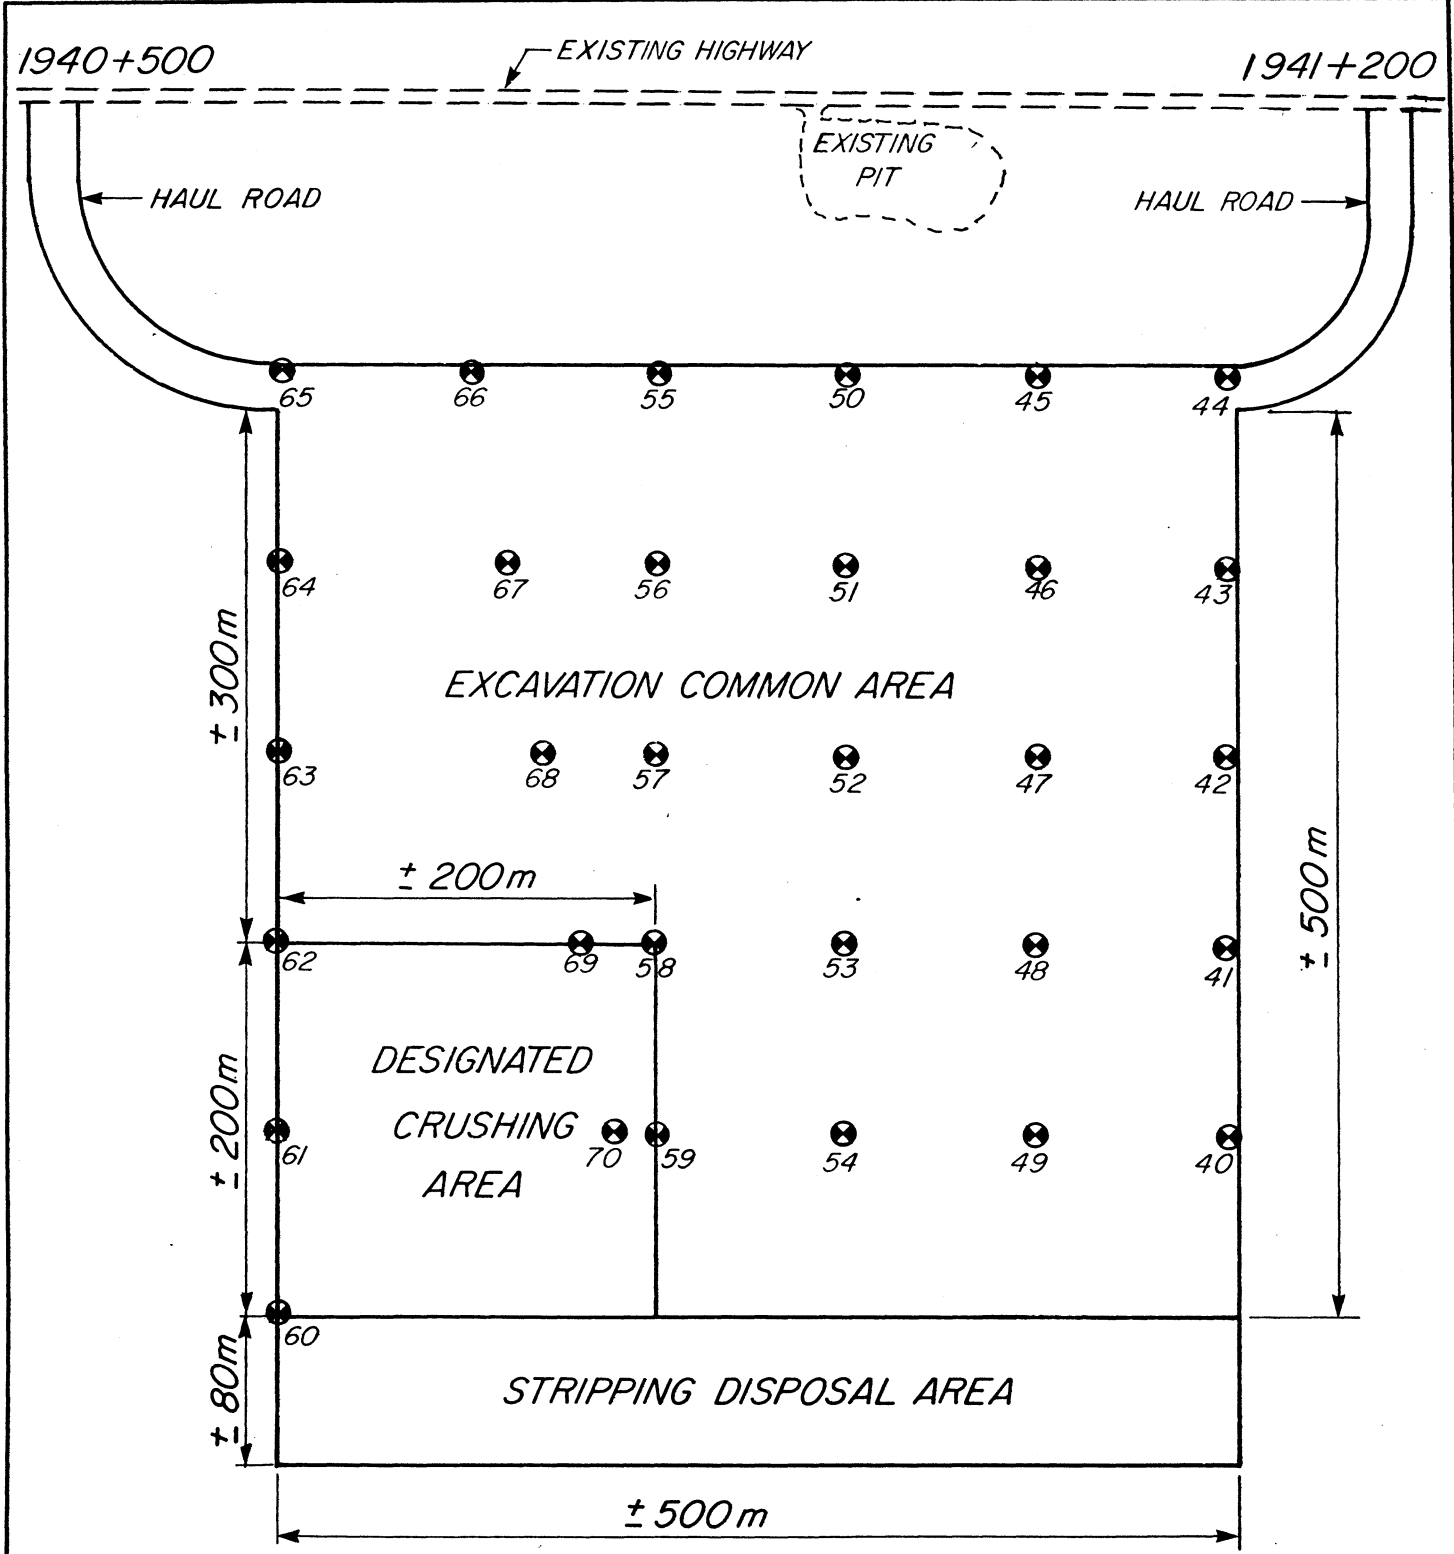 1940+500
EXISTING HIGHWAY
1941+200
EXISTING
PIT
HAUL ROAD
HAUL ROAD
65
66
55
50
45
44
64
67
56
51
46
43
± 300m
EXCAVATION COMMON AREA
63
68
57
52
47
42
± 200m
± 500m
62
69
58
53
48
41
DESIGNATED
CRUSHING
AREA
± 200m
61
70
59
54
49
40
60
± 80m
STRIPPING DISPOSAL AREA
± 500m